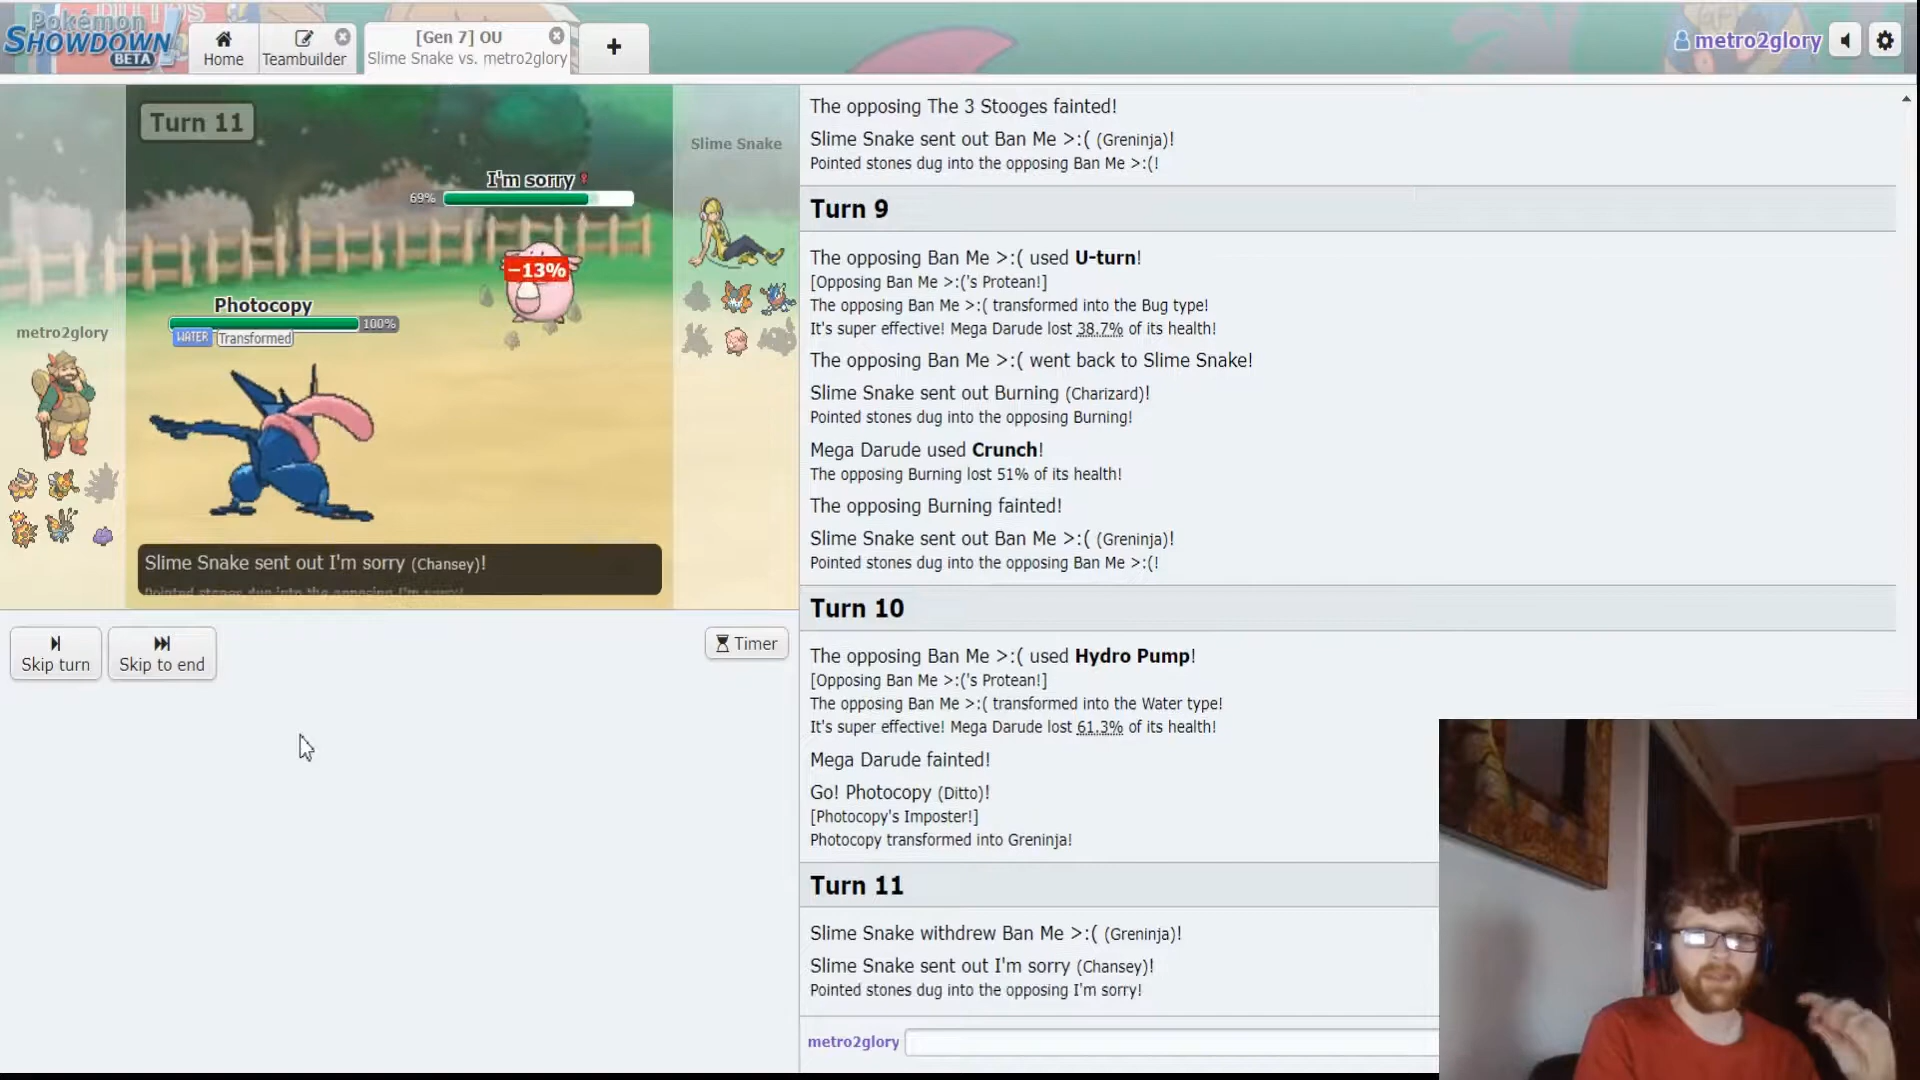 Pokémon
SHOWDOWN
BETA
Home
Teambuilder
[Gen 7] OU
Slime Snake vs. metro2glory
+
metro2glory
Turn 11
I'm sorry
69%
-13%
Photocopy
100%
WATER
Transformed
metro2glory
Slime Snake
Slime Snake sent out I'm sorry (Chansey)!
Pointed stones dug into the opposing I'm sorry!
Skip turn
Skip to end
Timer
The opposing The 3 Stooges fainted!
Slime Snake sent out Ban Me >:( (Greninja)!
Pointed stones dug into the opposing Ban Me >:(!
Turn 9
The opposing Ban Me >:( used U-turn!
[Opposing Ban Me >:('s Protean!]
The opposing Ban Me >:( transformed into the Bug type!
It's super effective! Mega Darude lost 38.7% of its health!
The opposing Ban Me >:( went back to Slime Snake!
Slime Snake sent out Burning (Charizard)!
Pointed stones dug into the opposing Burning!
Mega Darude used Crunch!
The opposing Burning lost 51% of its health!
The opposing Burning fainted!
Slime Snake sent out Ban Me >:( (Greninja)!
Pointed stones dug into the opposing Ban Me >:(!
Turn 10
The opposing Ban Me >:( used Hydro Pump!
[Opposing Ban Me >:('s Protean!]
The opposing Ban Me >:( transformed into the Water type!
It's super effective! Mega Darude lost 61.3% of its health!
Mega Darude fainted!
Go! Photocopy (Ditto)!
[Photocopy's Imposter!]
Photocopy transformed into Greninja!
Turn 11
Slime Snake withdrew Ban Me >:( (Greninja)!
Slime Snake sent out I'm sorry (Chansey)!
Pointed stones dug into the opposing I'm sorry!
metro2glory